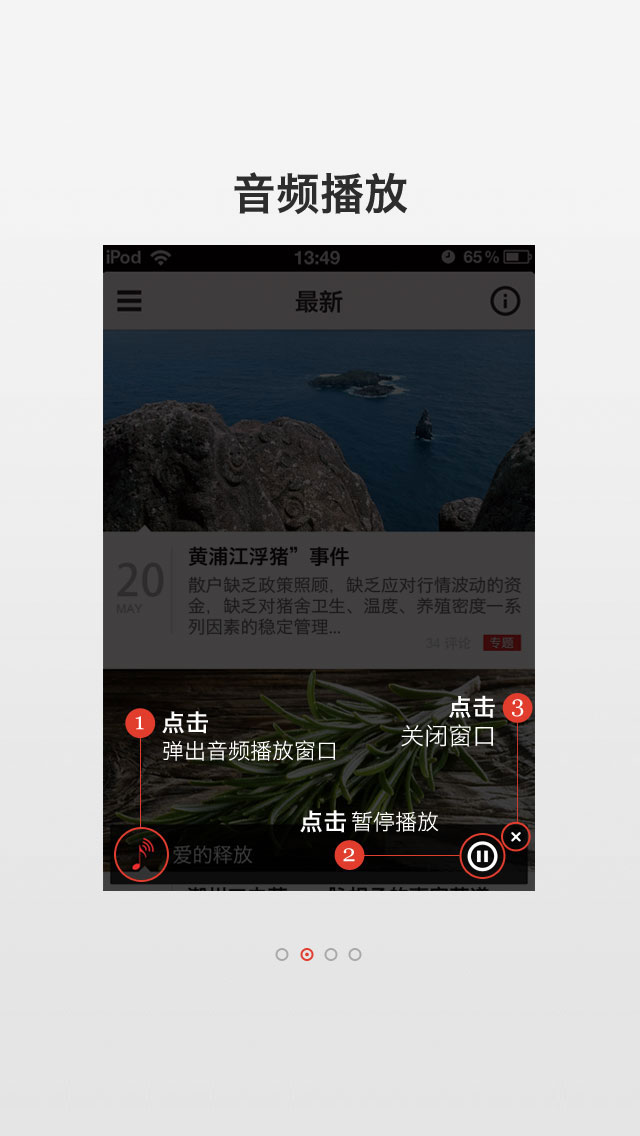 音频播放
iPod 13:49 65%
最新
黄浦江浮猪”事件
20
MAY
散户缺乏政策照顾，缺乏应对行情波动的资
金，缺乏对猪舍卫生、温度、养殖密度一系
列因素的稳定管理...
34 评论 专题
1 点击
弹出音频播放窗口
点击 3
关闭窗口
点击 暂停播放
2
爱的释放